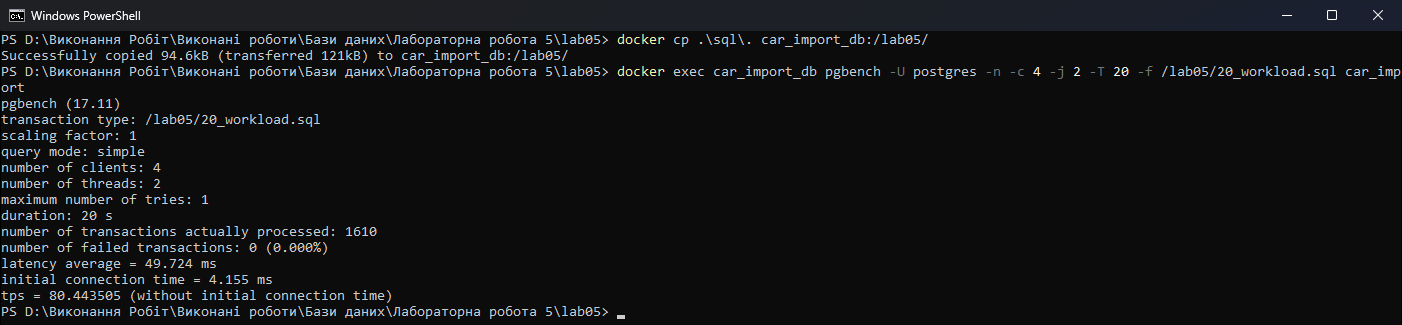 Windows PowerShell
PS D:\Виконання Робіт\Виконані роботи\Бази даних\Лабораторна робота 5\lab05> docker cp .\sql\. car_import_db:/lab05/
Successfully copied 94.6kB (transferred 121kB) to car_import_db:/lab05/
PS D:\Виконання Робіт\Виконані роботи\Бази даних\Лабораторна робота 5\lab05> docker exec car_import_db pgbench -U postgres -n -c 4 -j 2 -T 20 -f /lab05/20_workload.sql car_imp
ort
pgbench (17.11)
transaction type: /lab05/20_workload.sql
scaling factor: 1
query mode: simple
number of clients: 4
number of threads: 2
maximum number of tries: 1
duration: 20 s
number of transactions actually processed: 1610
number of failed transactions: 0 (0.000%)
latency average = 49.724 ms
initial connection time = 4.155 ms
tps = 80.443505 (without initial connection time)
PS D:\Виконання Робіт\Виконані роботи\Бази даних\Лабораторна робота 5\lab05>